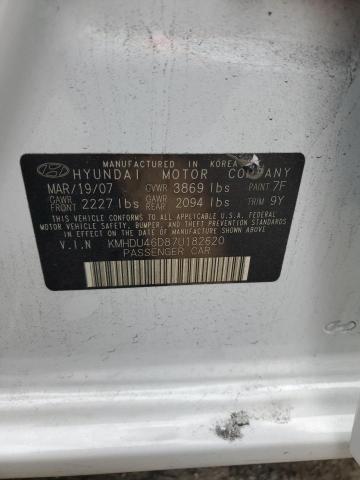 MANUFACTURED IN KOREA
HYUNDAI MOTOR COMPANY
MAR/19/07 GVWR 3869 lbs PAINT 7F
GAWR FRONT 2227 lbs GAWR REAR 2094 lbs TRIM 9Y
THIS VEHICLE CONFORMS TO ALL APPLICABLE U.S.A. FEDERAL
MOTOR VEHICLE SAFETY, BUMPER, AND THEFT PREVENTION
STANDARDS IN EFFECT ON THE DATE OF MANUFACTURE SHOWN ABOVE.
V.I.N KMHDU46D87U182620
PASSENGER CAR